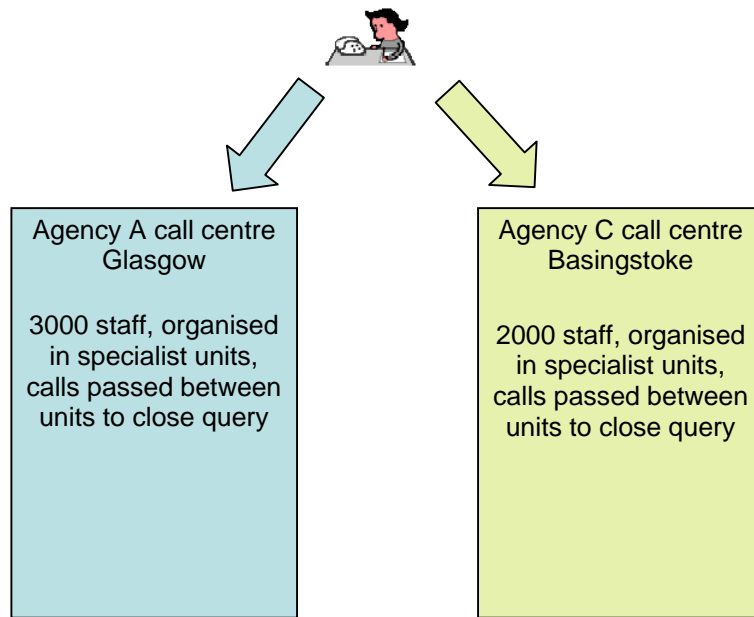 Agency A call centre
Glasgow
3000 staff, organised
in specialist units,
calls passed between
units to close query
Agency C call centre
Basingstoke
2000 staff, organised
in specialist units,
calls passed between
units to close query